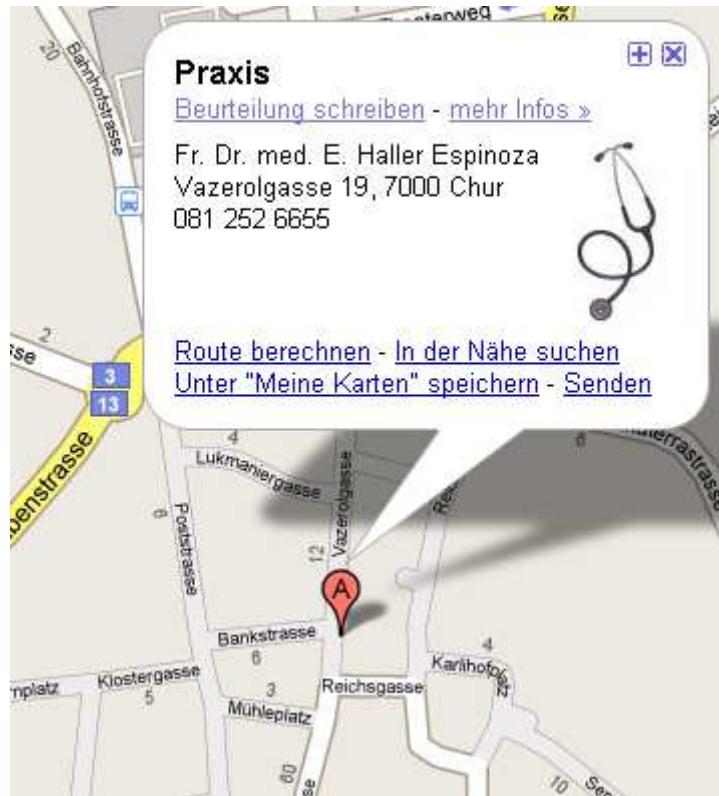 Praxis
Beurteilung schreiben - mehr Infos »
Fr. Dr. med. E. Haller Espinoza
Vazerolgasse 19, 7000 Chur
081 252 6655
Route berechnen - In der Nähe suchen
Unter "Meine Karten" speichern - Senden
20
Bahnhofstrasse
2
3
13
4
Lukmaniergasse
Vazerolgasse
6
Poststrasse
8
12
A
Bankstrasse
6
4
Karlihofplatz
Klostergasse
5
3
Reichsgasse
Mühleplatz
60
10